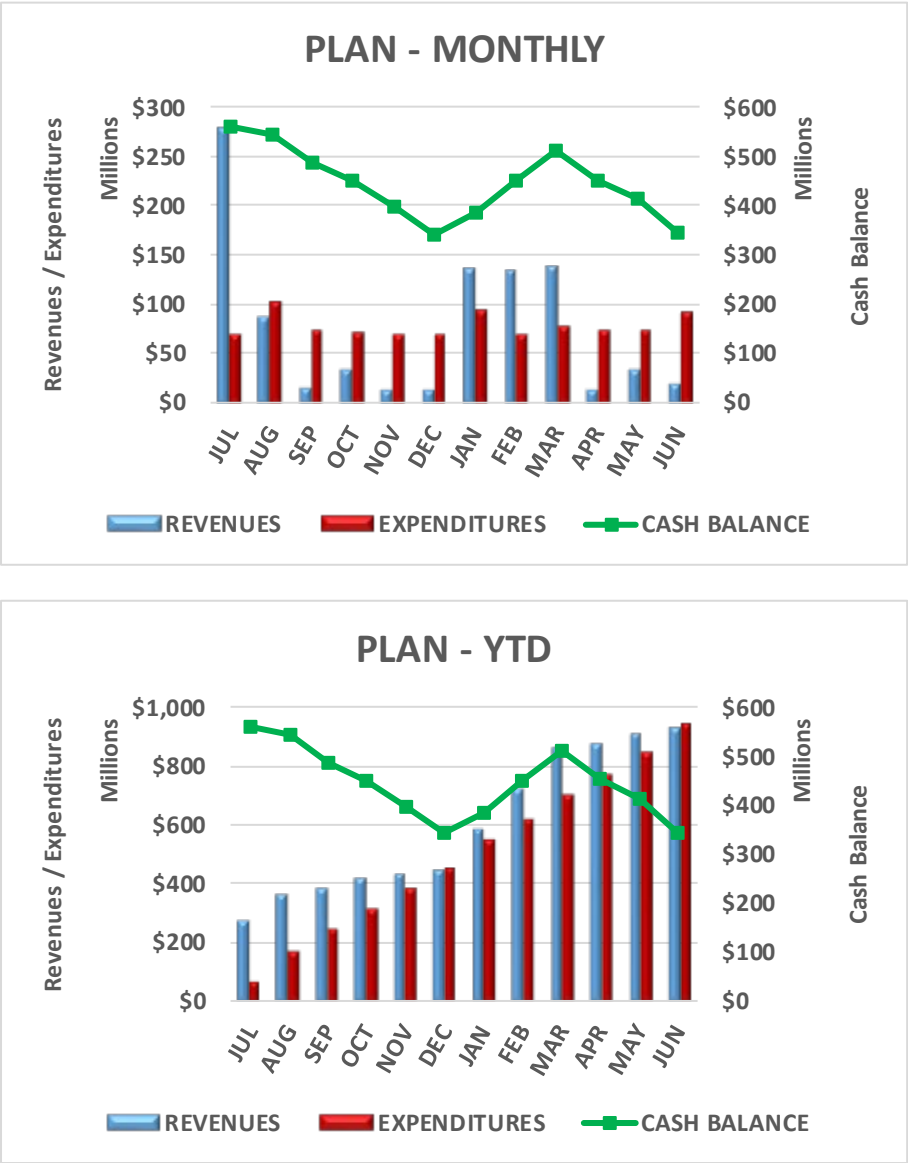 PLAN - MONTHLY
Revenues / Expenditures
Millions
$300
$250
$200
$150
$100
$50
$0
$600
$500
$400
$300
$200
$100
$0
Millions
Cash Balance
JUL AUG SEP OCT NOV DEC JAN FEB MAR APR MAY JUN
REVENUES EXPENDITURES CASH BALANCE
PLAN - YTD
Revenues / Expenditures
Millions
$1,000
$800
$600
$400
$200
$0
$600
$500
$400
$300
$200
$100
$0
Millions
Cash Balance
JUL AUG SEP OCT NOV DEC JAN FEB MAR APR MAY JUN
REVENUES EXPENDITURES CASH BALANCE